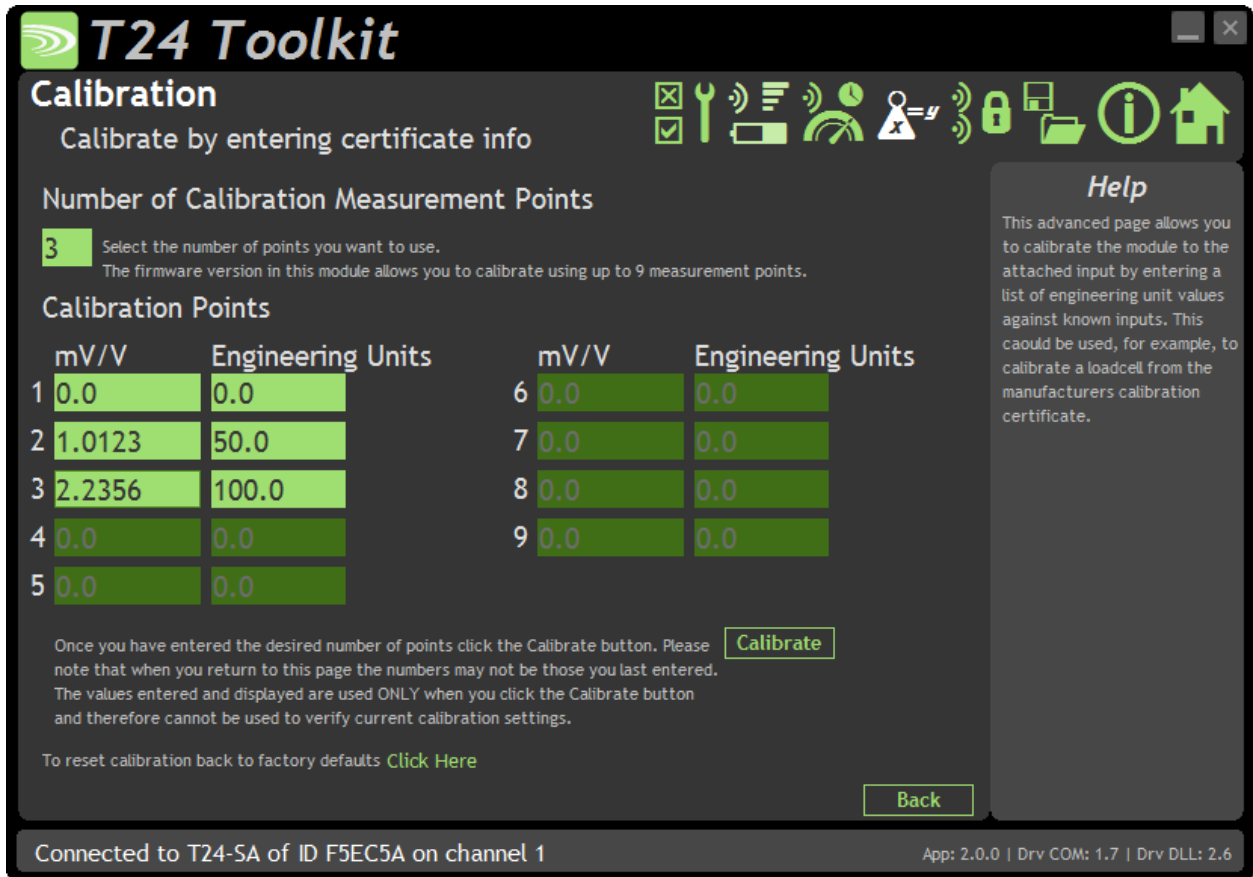 T24 Toolkit
Calibration
Calibrate by entering certificate info
x=y
i
Number of Calibration Measurement Points
3
Select the number of points you want to use.
The firmware version in this module allows you to calibrate using up to 9 measurement points.
Calibration Points
mV/V Engineering Units mV/V Engineering Units
1 0.0 0.0 6 0.0 0.0
2 1.0123 50.0 7 0.0 0.0
3 2.2356 100.0 8 0.0 0.0
4 0.0 0.0 9 0.0 0.0
5 0.0 0.0
Once you have entered the desired number of points click the Calibrate button. Please
note that when you return to this page the numbers may not be those you last entered.
The values entered and displayed are used ONLY when you click the Calibrate button
and therefore cannot be used to verify current calibration settings.
Calibrate
To reset calibration back to factory defaults Click Here
Back
Help
This advanced page allows you
to calibrate the module to the
attached input by entering a
list of engineering unit values
against known inputs. This
caould be used, for example, to
calibrate a loadcell from the
manufacturers calibration
certificate.
Connected to T24-SA of ID F5EC5A on channel 1
App: 2.0.0 | Drv COM: 1.7 | Drv DLL: 2.6